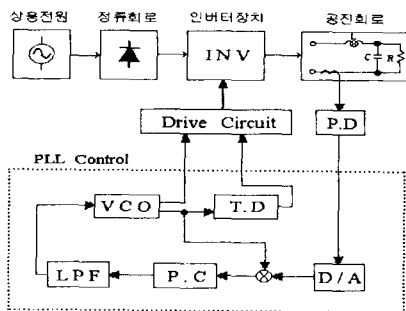 상용전원 정류회로 인버터장치 공진회로
INV
L
C R
Drive Circuit
P.D
PLL Control
VCO T.D
LPF P.C D/A